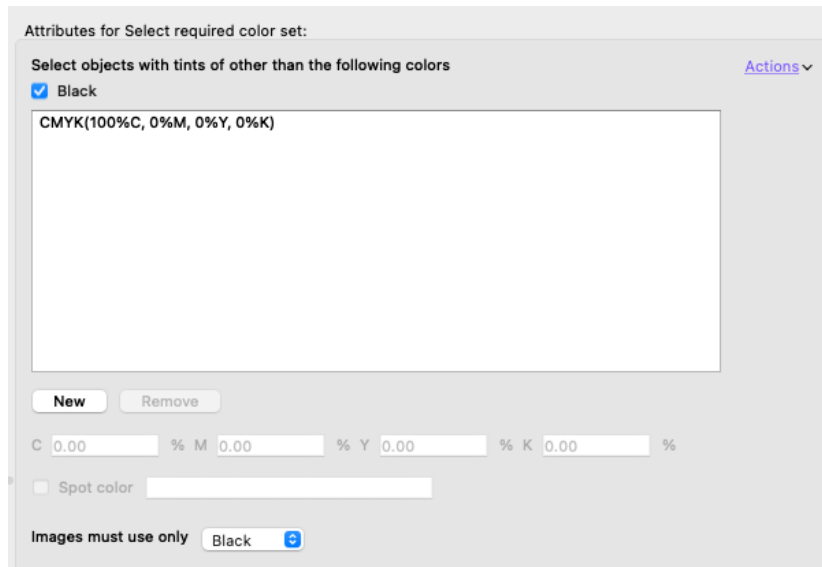 Attributes for Select required color set:
Select objects with tints of other than the following colors
Actions
Black
CMYK(100%C, 0%M, 0%Y, 0%K)
New Remove
C 0.00 % M 0.00 % Y 0.00 % K 0.00 %
Spot color
Images must use only Black